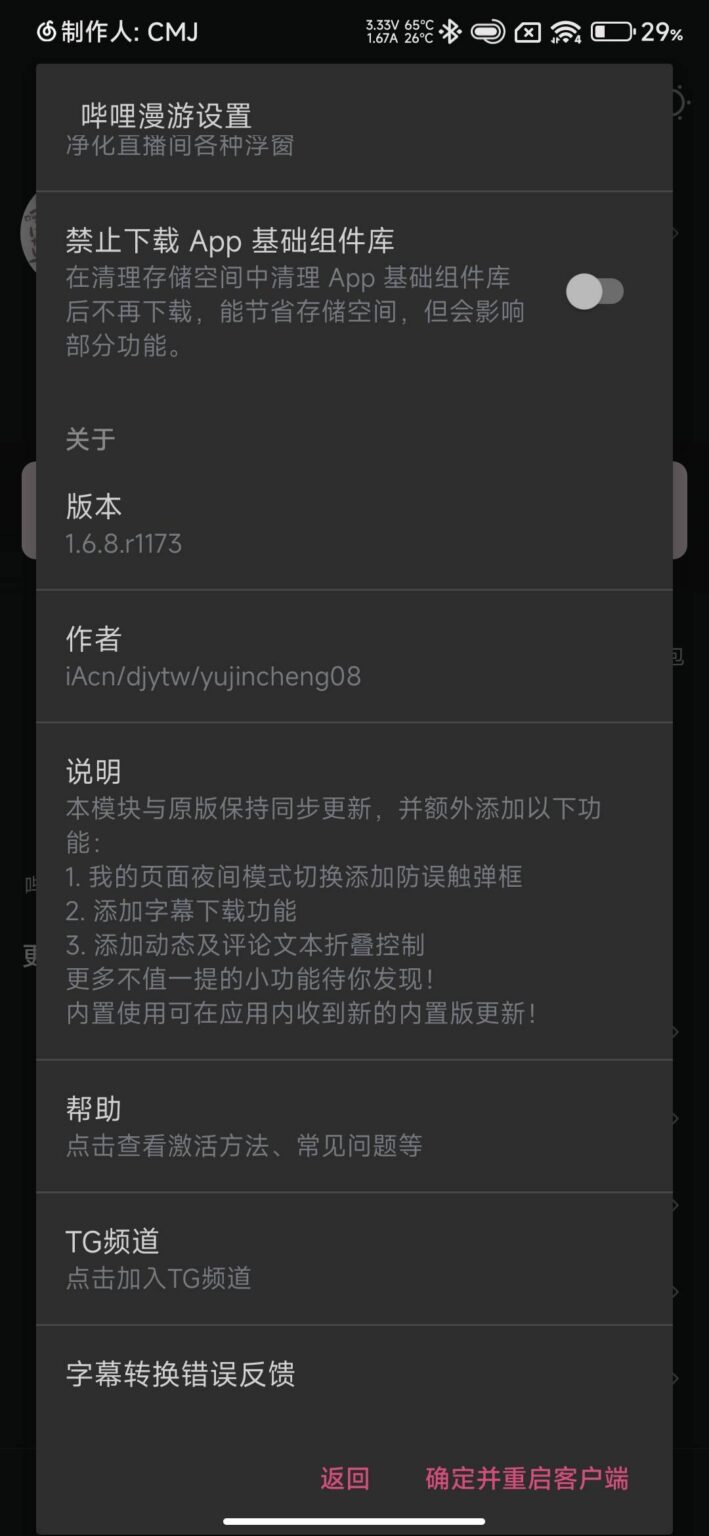 制作人: CMJ
3.33V 65℃
1.67A 26℃
4
29%
哔哩漫游设置
净化直播间各种浮窗
禁止下载 App 基础组件库
在清理存储空间中清理 App 基础组件库
后不再下载，能节省存储空间，但会影响
部分功能。
关于
版本
1.6.8.r1173
作者
iAcn/djytw/yujincheng08
包
说明
本模块与原版保持同步更新，并额外添加以下功
能：
1. 我的页面夜间模式切换添加防误触弹框
2. 添加字幕下载功能
3. 添加动态及评论文本折叠控制
更多不值一提的小功能待你发现！
内置使用可在应用内收到新的内置版更新！
帮助
点击查看激活方法、常见问题等
TG频道
点击加入TG频道
字幕转换错误反馈
返回
确定并重启客户端